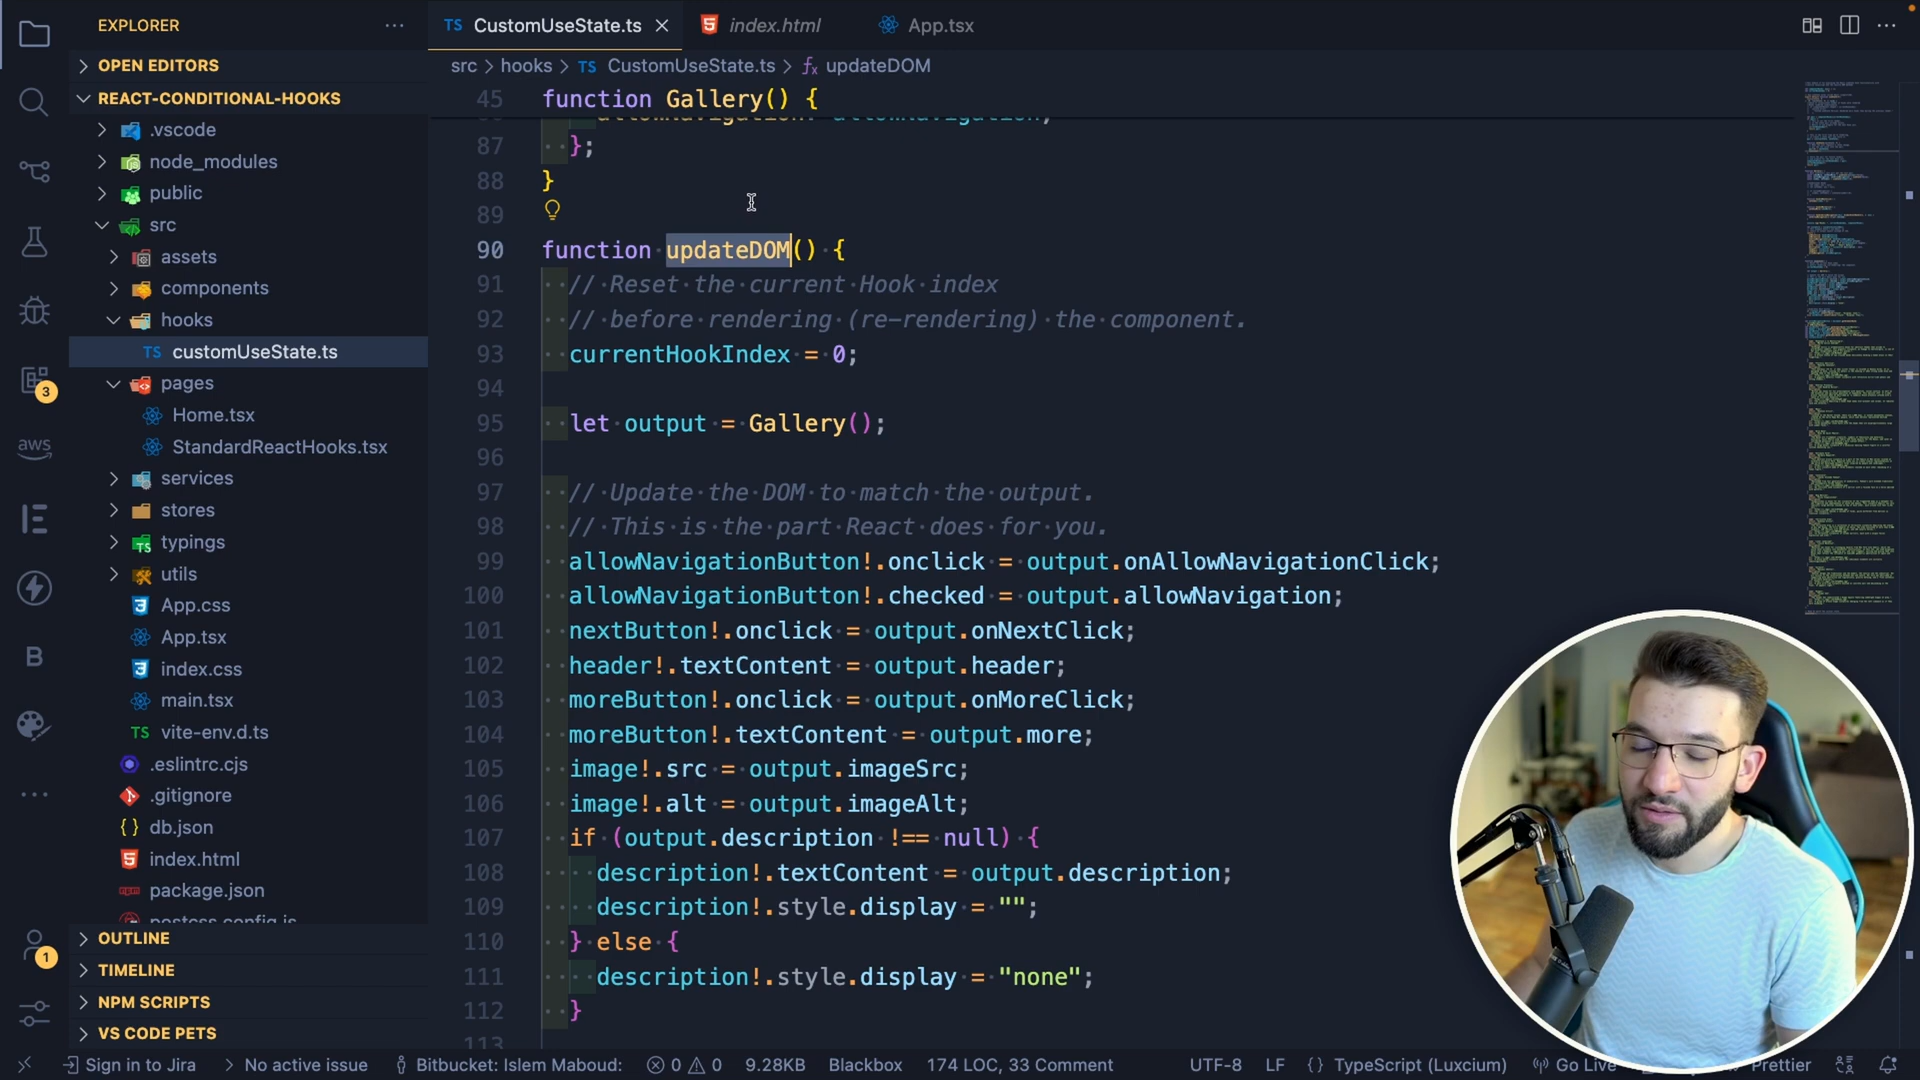 EXPLORER
OPEN EDITORS
REACT-CONDITIONAL-HOOKS
.vscode
node_modules
public
src
assets
components
hooks
TS customUseState.ts
pages
Home.tsx
StandardReactHooks.tsx
services
stores
typings
utils
App.css
App.tsx
index.css
main.tsx
TS vite-env.d.ts
.eslintrc.cjs
.gitignore
{} db.json
index.html
package.json
postcss.config.js
OUTLINE
TIMELINE
NPM SCRIPTS
VS CODE PETS
3
aws
B
1
TS CustomUseState.ts
index.html
App.tsx
src > hooks > TS CustomUseState.ts > updateDOM
45 function Gallery() {
allowNavigation: allowNavigation,
87 };
88 }
89
90 function updateDOM() {
91 // Reset the current Hook index
92 // before rendering (re-rendering) the component.
93 currentHookIndex = 0;
94
95 let output = Gallery();
96
97 // Update the DOM to match the output.
98 // This is the part React does for you.
99 allowNavigationButton!.onclick = output.onAllowNavigationClick;
100 allowNavigationButton!.checked = output.allowNavigation;
101 nextButton!.onclick = output.onNextClick;
102 header!.textContent = output.header;
103 moreButton!.onclick = output.onMoreClick;
104 moreButton!.textContent = output.more;
105 image!.src = output.imageSrc;
106 image!.alt = output.imageAlt;
107 if (output.description !== null) {
108 description!.textContent = output.description;
109 description!.style.display = "";
110 } else {
111 description!.style.display = "none";
112 }
113
Sign in to Jira
No active issue
Bitbucket: Islem Maboud:
0 0
9.28KB
Blackbox
174 LOC, 33 Comment
UTF-8
LF
{} TypeScript (Luxcium)
Go Live
Prettier